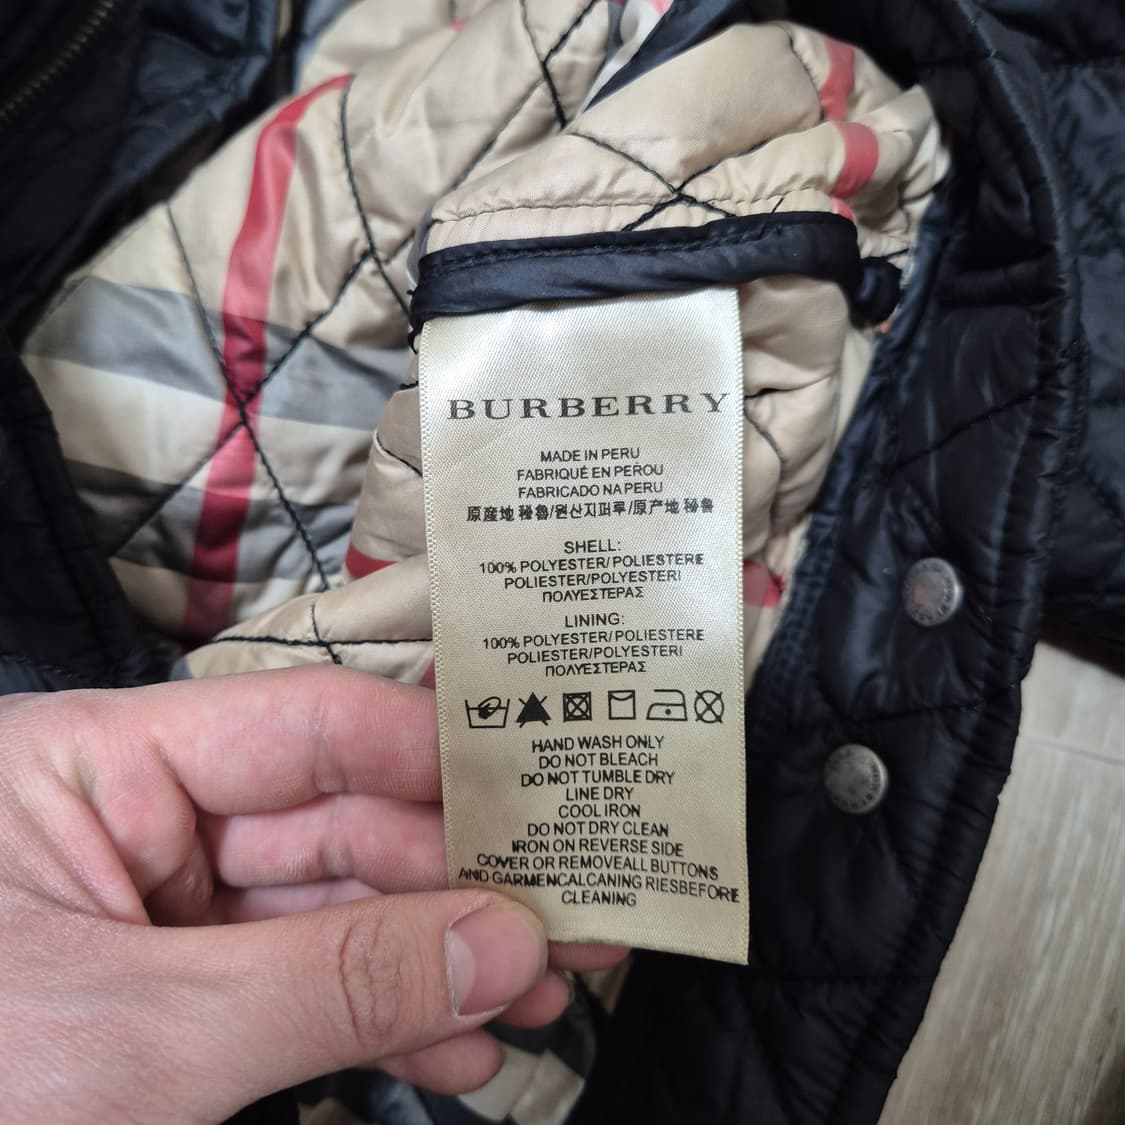 BURBERRY
MADE IN PERU
FABRIQUÉ EN PEROU
FABRICADO NA PERU
原産地 秘魯/원산지페루/原产地 秘鲁
SHELL:
100% POLYESTER/POLIESTERE
POLIESTER/POLYESTERI
ΠΟΛΥΕΣΤΕΡΑΣ
LINING:
100% POLYESTER/POLIESTERE
POLIESTER/POLYESTERI
ΠΟΛΥΕΣΤΕΡΑΣ
HAND WASH ONLY
DO NOT BLEACH
DO NOT TUMBLE DRY
LINE DRY
COOL IRON
DO NOT DRY CLEAN
IRON ON REVERSE SIDE
COVER OR REMOVEALL BUTTONS
AND GARMENCALCANING RIESBEFORE
CLEANING